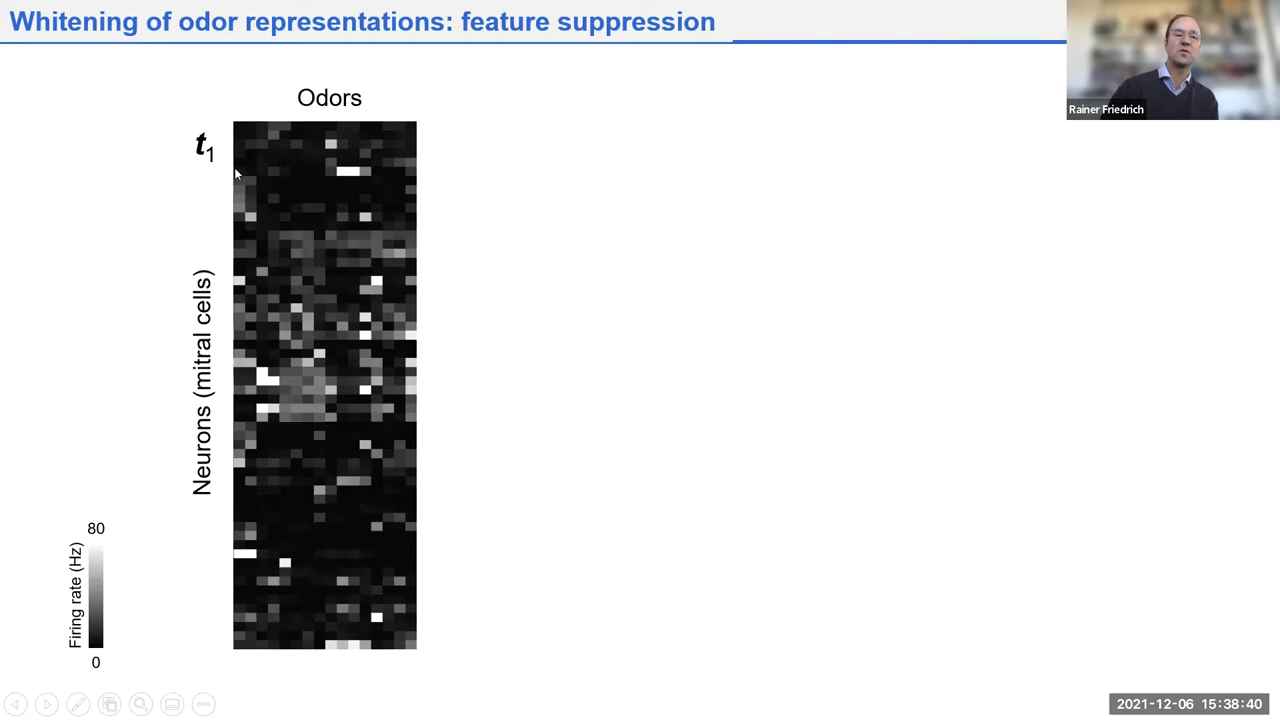 Whitening of odor representations: feature suppression
Rainer Friedrich
Odors
t1
Neurons (mitral cells)
80
Firing rate (Hz)
0
2021-12-06 15:38:40